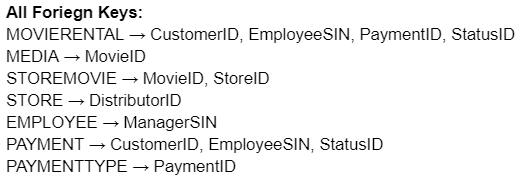 All Foriegn Keys:
MOVIERENTAL → CustomerID, EmployeeSIN, PaymentID, StatusID
MEDIA → MovieID
STOREMOVIE → MovieID, StoreID
STORE → DistributorID
EMPLOYEE → ManagerSIN
PAYMENT → CustomerID, EmployeeSIN, StatusID
PAYMENTTYPE → PaymentID